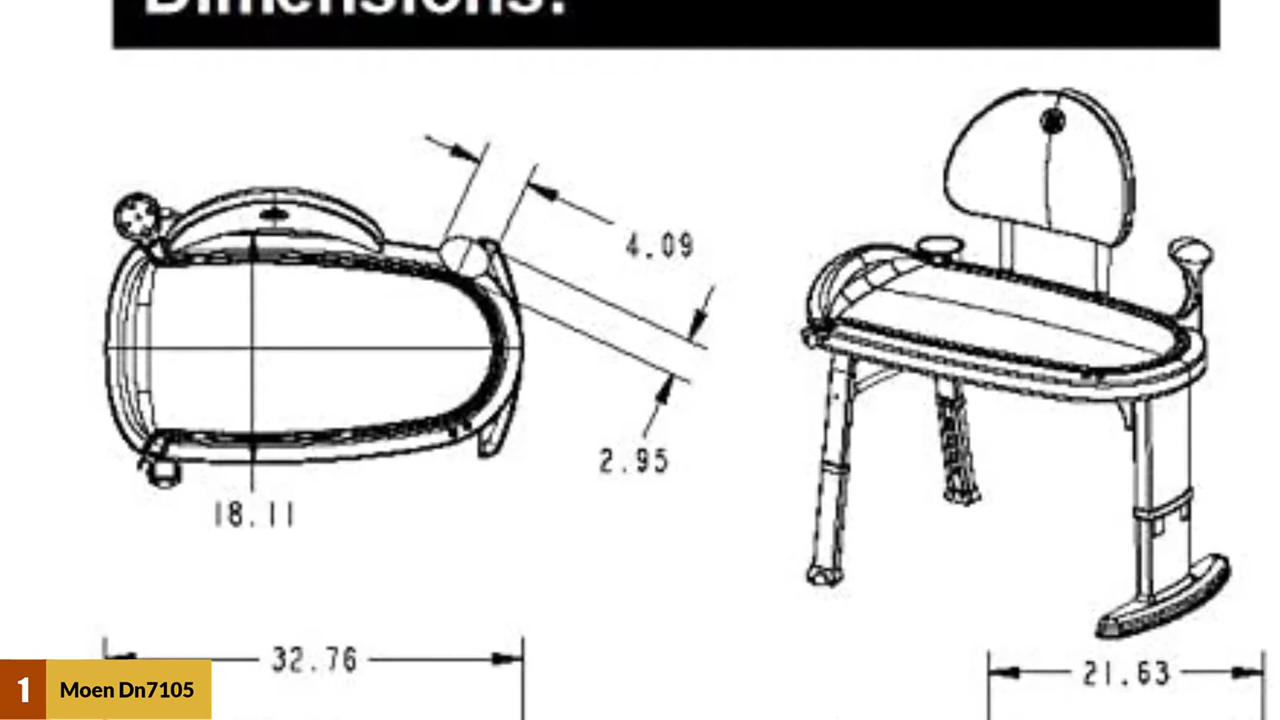 Dimensions:
4.09
2.95
18.11
32.76
21.63
1 Moen Dn7105